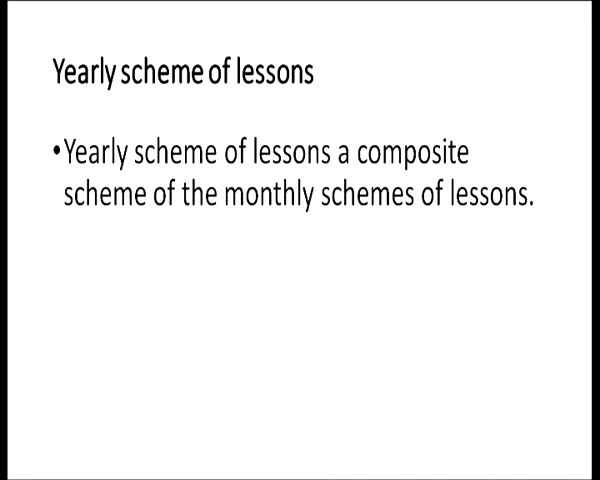 Yearly scheme of lessons
•Yearly scheme of lessons a composite
scheme of the monthly schemes of lessons.